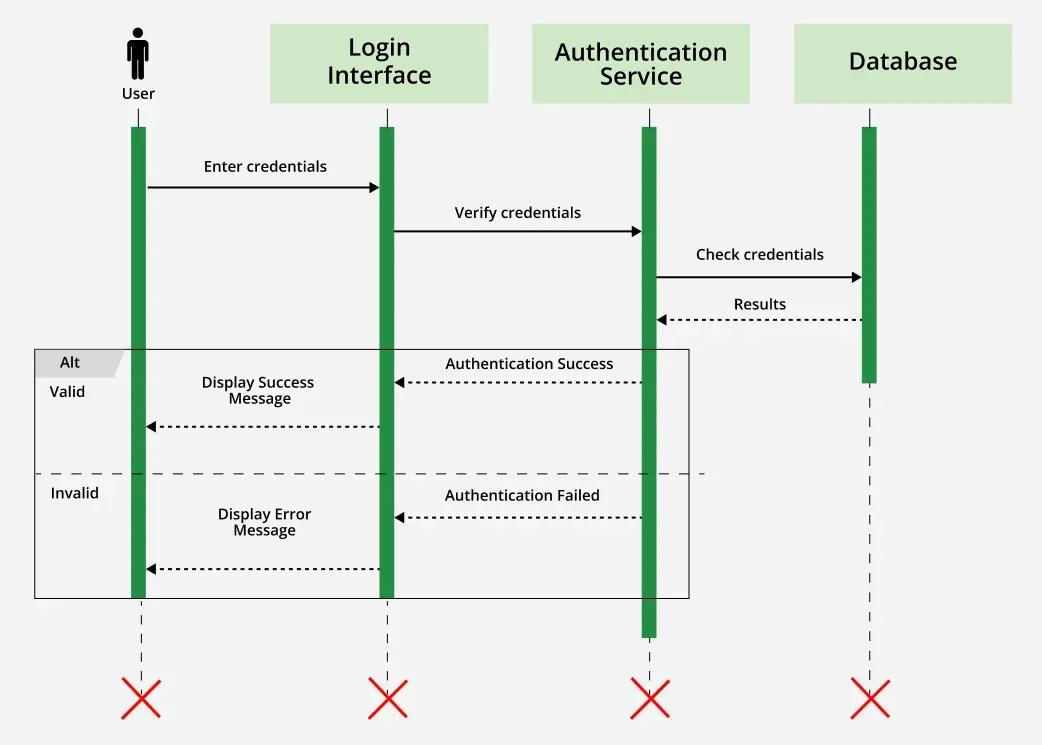 User
Login
Interface
Authentication
Service
Database
Enter credentials
Verify credentials
Check credentials
Results
Alt
Valid
Authentication Success
Display Success
Message
Invalid
Authentication Failed
Display Error
Message